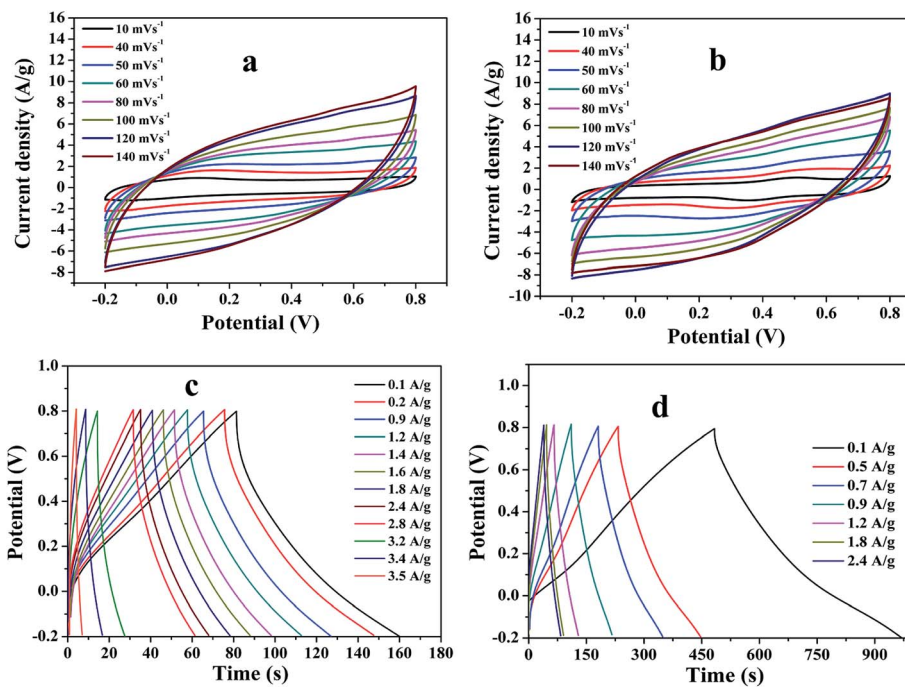 a
10 mVs⁻¹
40 mVs⁻¹
50 mVs⁻¹
60 mVs⁻¹
80 mVs⁻¹
100 mVs⁻¹
120 mVs⁻¹
140 mVs⁻¹
Current density (A/g)
16
14
12
10
8
6
4
2
0
-2
-4
-6
-8
-0.2 0.0 0.2 0.4 0.6 0.8
Potential (V)
b
10 mVs⁻¹
40 mVs⁻¹
50 mVs⁻¹
60 mVs⁻¹
80 mVs⁻¹
100 mVs⁻¹
120 mVs⁻¹
140 mVs⁻¹
Current density (A/g)
16
14
12
10
8
6
4
2
0
-2
-4
-6
-8
-10
-0.2 0.0 0.2 0.4 0.6 0.8
Potential (V)
c
0.1 A/g
0.2 A/g
0.9 A/g
1.2 A/g
1.4 A/g
1.6 A/g
1.8 A/g
2.4 A/g
2.8 A/g
3.2 A/g
3.4 A/g
3.5 A/g
Potential (V)
1.0
0.8
0.6
0.4
0.2
0.0
-0.2
0 20 40 60 80 100 120 140 160 180
Time (s)
d
0.1 A/g
0.5 A/g
0.7 A/g
0.9 A/g
1.2 A/g
1.8 A/g
2.4 A/g
Potential (V)
1.0
0.8
0.6
0.4
0.2
0.0
-0.2
0 150 300 450 600 750 900
Time (s)